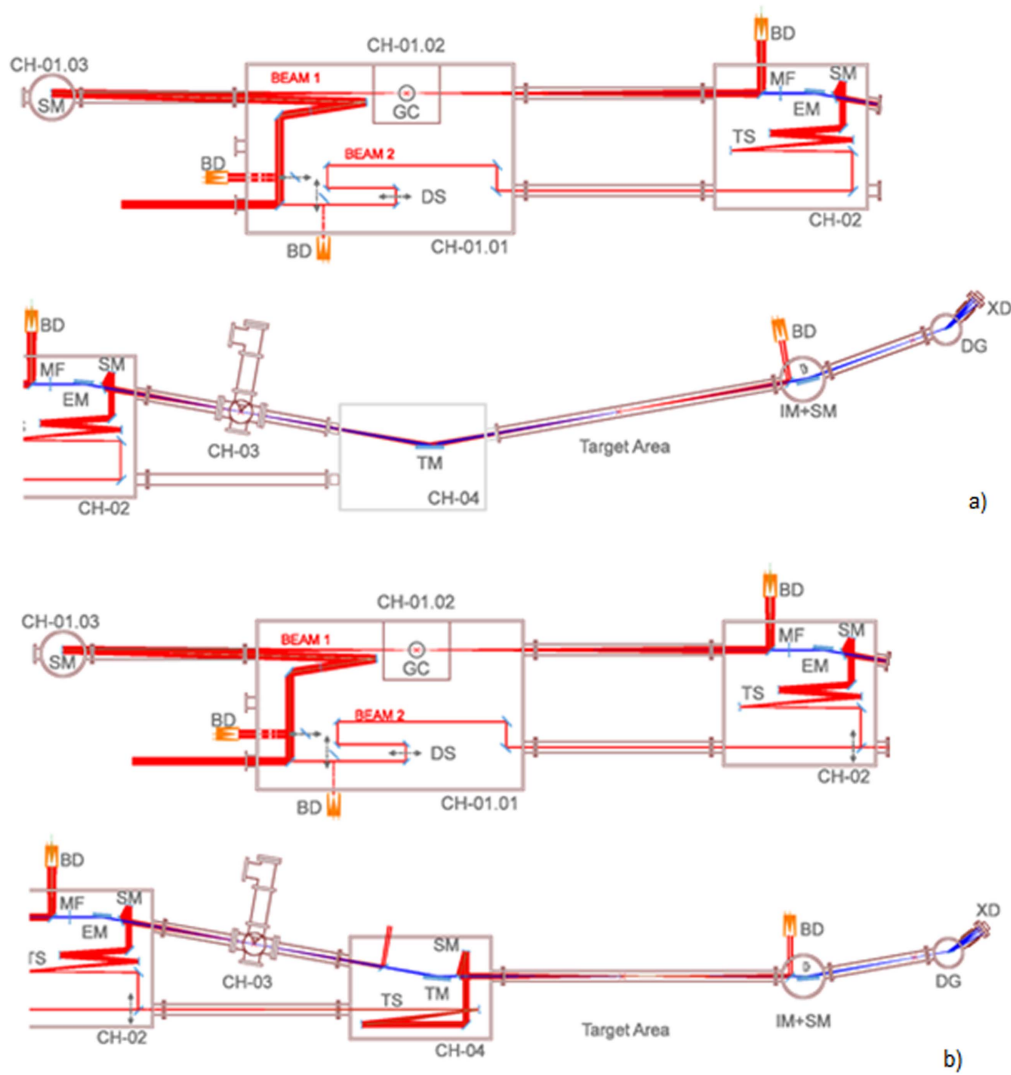 BD
CH-01.02
SM
CH-01.03
BEAM 1
MF
SM
GC
EM
TS
BEAM 2
BD
DS
CH-02
BD
CH-01.01
XD
BD
BD
DG
SM
MF
EM
IM+SM
CH-03
Target Area
TM
CH-02
CH-04
a)
CH-01.02
BD
CH-01.03
SM
BEAM 1
MF
SM
GC
EM
TS
BD
BEAM 2
DS
CH-02
BD
CH-01.01
BD
SM
XD
MF
BD
EM
SM
TS
TM
DG
CH-03
TS
IM+SM
CH-02
Target Area
CH-04
b)